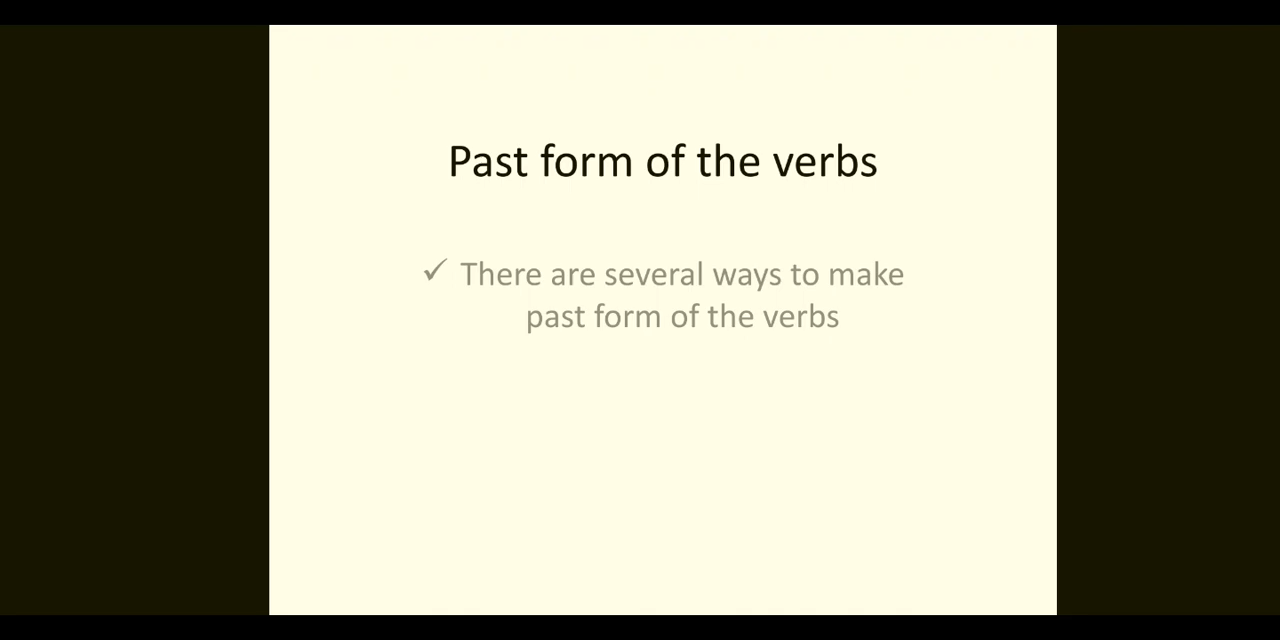 Past form of the verbs
✓ There are several ways to make
past form of the verbs